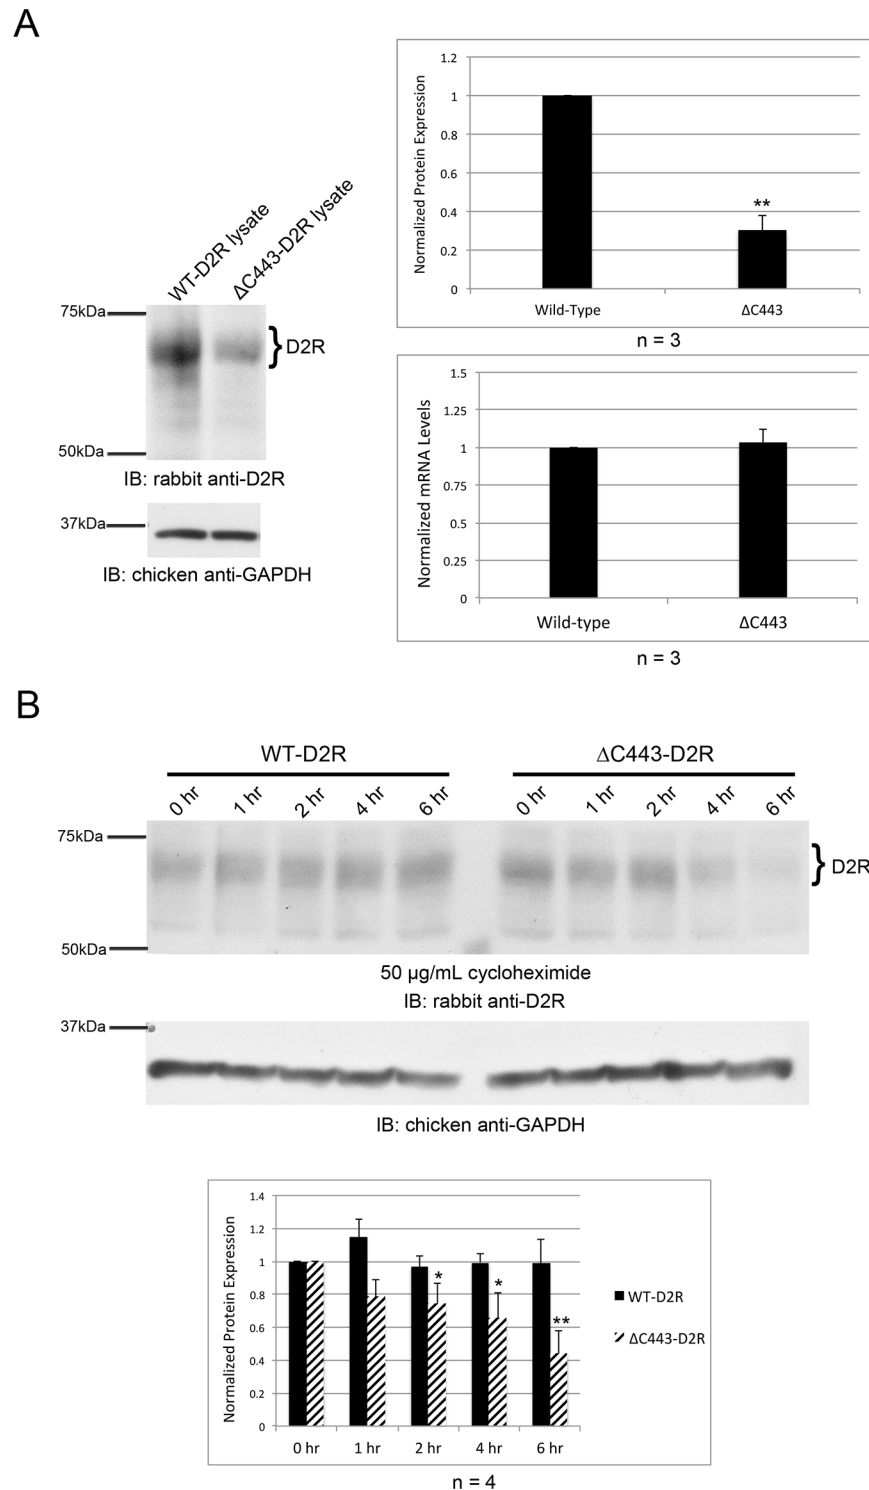 A
WT-D2R lysate
ΔC443-D2R lysate
75kDa
} D2R
50kDa
IB: rabbit anti-D2R
37kDa
IB: chicken anti-GAPDH
Normalized Protein Expression
1.2
1
0.8
0.6
0.4
0.2
0
**
Wild-Type
ΔC443
n = 3
Normalized mRNA Levels
1.5
1.25
1
0.75
0.5
0.25
0
Wild-type
ΔC443
n = 3
B
WT-D2R
ΔC443-D2R
0 hr 1 hr 2 hr 4 hr 6 hr
0 hr 1 hr 2 hr 4 hr 6 hr
75kDa
} D2R
50kDa
50 µg/mL cycloheximide
IB: rabbit anti-D2R
37kDa
IB: chicken anti-GAPDH
Normalized Protein Expression
1.4
1.2
1
0.8
0.6
0.4
0.2
0
*
*
**
0 hr 1 hr 2 hr 4 hr 6 hr
WT-D2R
ΔC443-D2R
n = 4